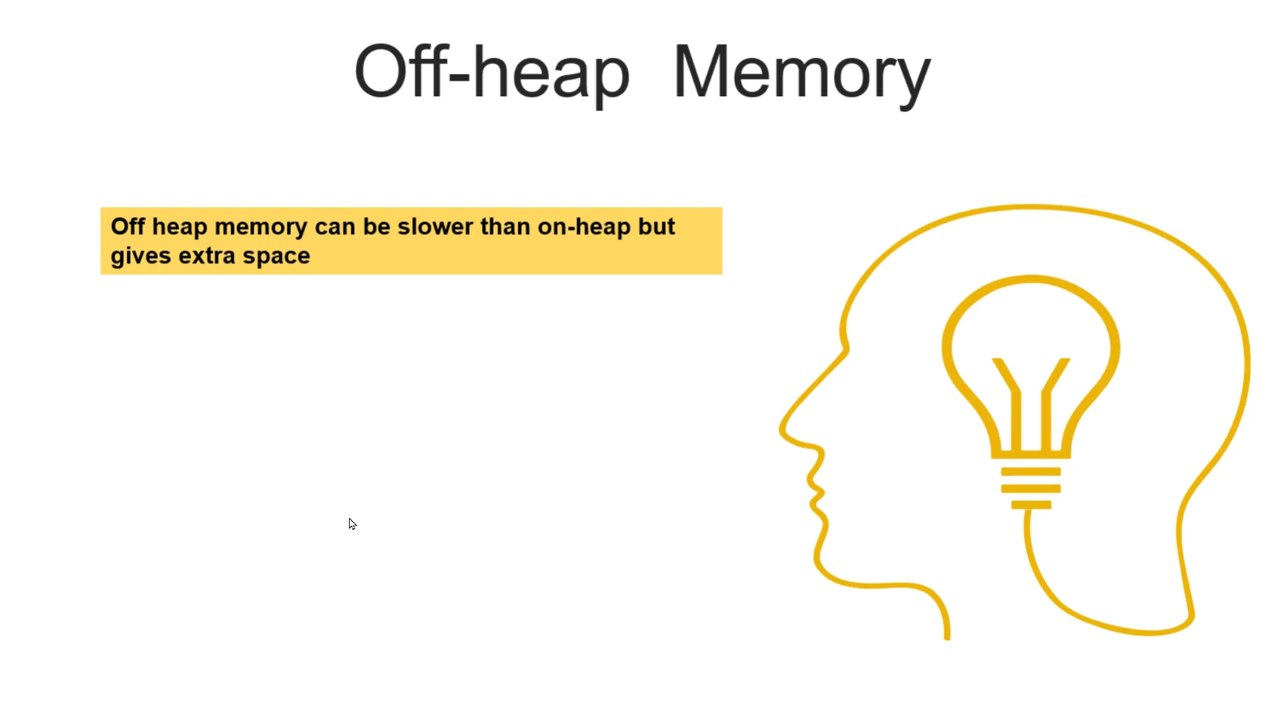 Off-heap Memory
Off heap memory can be slower than on-heap but
gives extra space